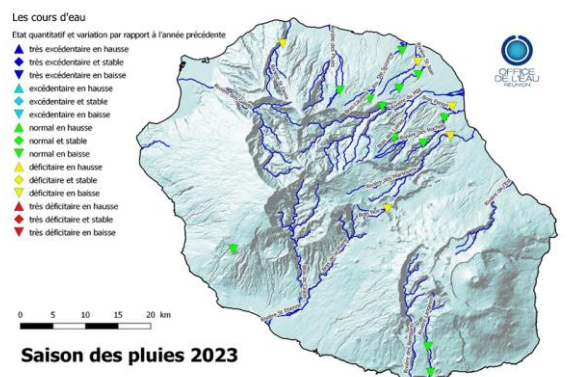 Les cours d'eau
Etat quantitatif et variation par rapport à l'année précédente
très excédentaire en hausse
très excédentaire et stable
très excédentaire en baisse
excédentaire en hausse
excédentaire et stable
excédentaire en baisse
normal en hausse
normal et stable
normal en baisse
déficitaire en hausse
déficitaire et stable
déficitaire en baisse
très déficitaire en hausse
très déficitaire et stable
très déficitaire en baisse
OFFICE
DE L'EAU
RÉUNION
0 5 10 15 20 km
Saison des pluies 2023